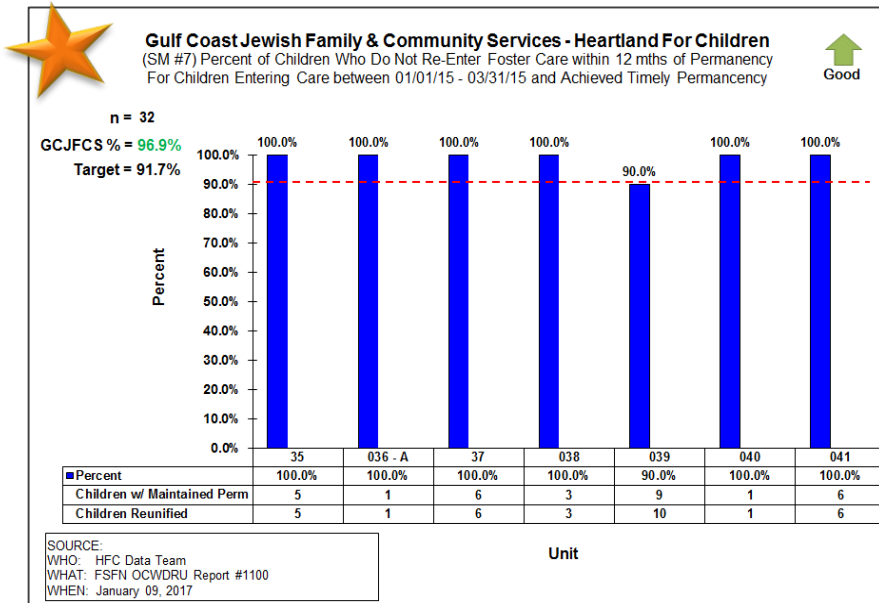 Gulf Coast Jewish Family & Community Services - Heartland For Children
(SM #7) Percent of Children Who Do Not Re-Enter Foster Care within 12 mths of Permanency
For Children Entering Care between 01/01/15 - 03/31/15 and Achieved Timely Permancency
Good
n = 32
GCJFCS % = 96.9%
Target = 91.7%
100.0% 100.0% 100.0% 100.0% 90.0% 100.0% 100.0%
Percent
100.0%
90.0%
80.0%
70.0%
60.0%
50.0%
40.0%
30.0%
20.0%
10.0%
0.0%
35 036 - A 37 038 039 040 041
Percent 100.0% 100.0% 100.0% 100.0% 90.0% 100.0% 100.0%
Children w/ Maintained Perm 5 1 6 3 9 1 6
Children Reunified 5 1 6 3 10 1 6
Unit
SOURCE:
WHO: HFC Data Team
WHAT: FSFN OCWDRU Report #1100
WHEN: January 09, 2017